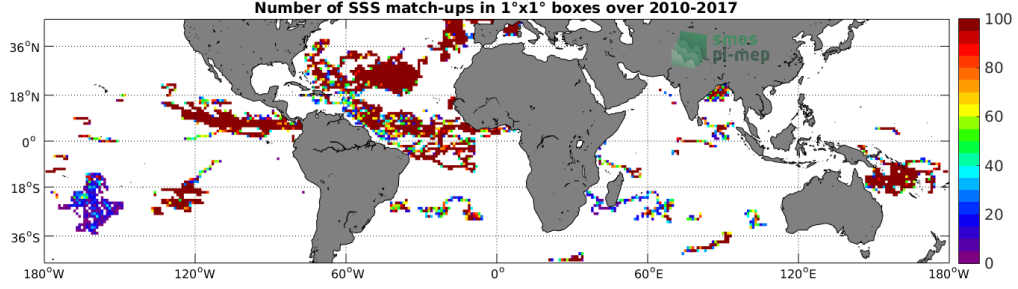 Number of SSS match-ups in 1°x1° boxes over 2010-2017
smos
pi-mep
36°N
18°N
0°
18°S
36°S
180°W
120°W
60°W
0°
60°E
120°E
180°W
100
80
60
40
20
0